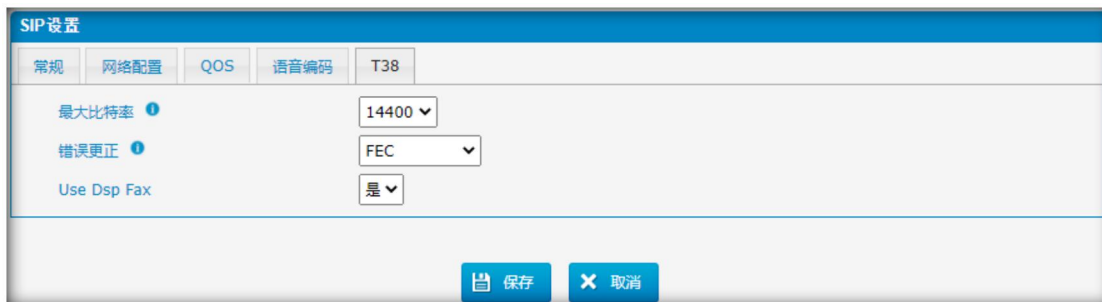 SIP设置
常规 网络配置 QOS 语音编码 T38
最大比特率 14400
错误更正 FEC
Use Dsp Fax 是
保存 取消